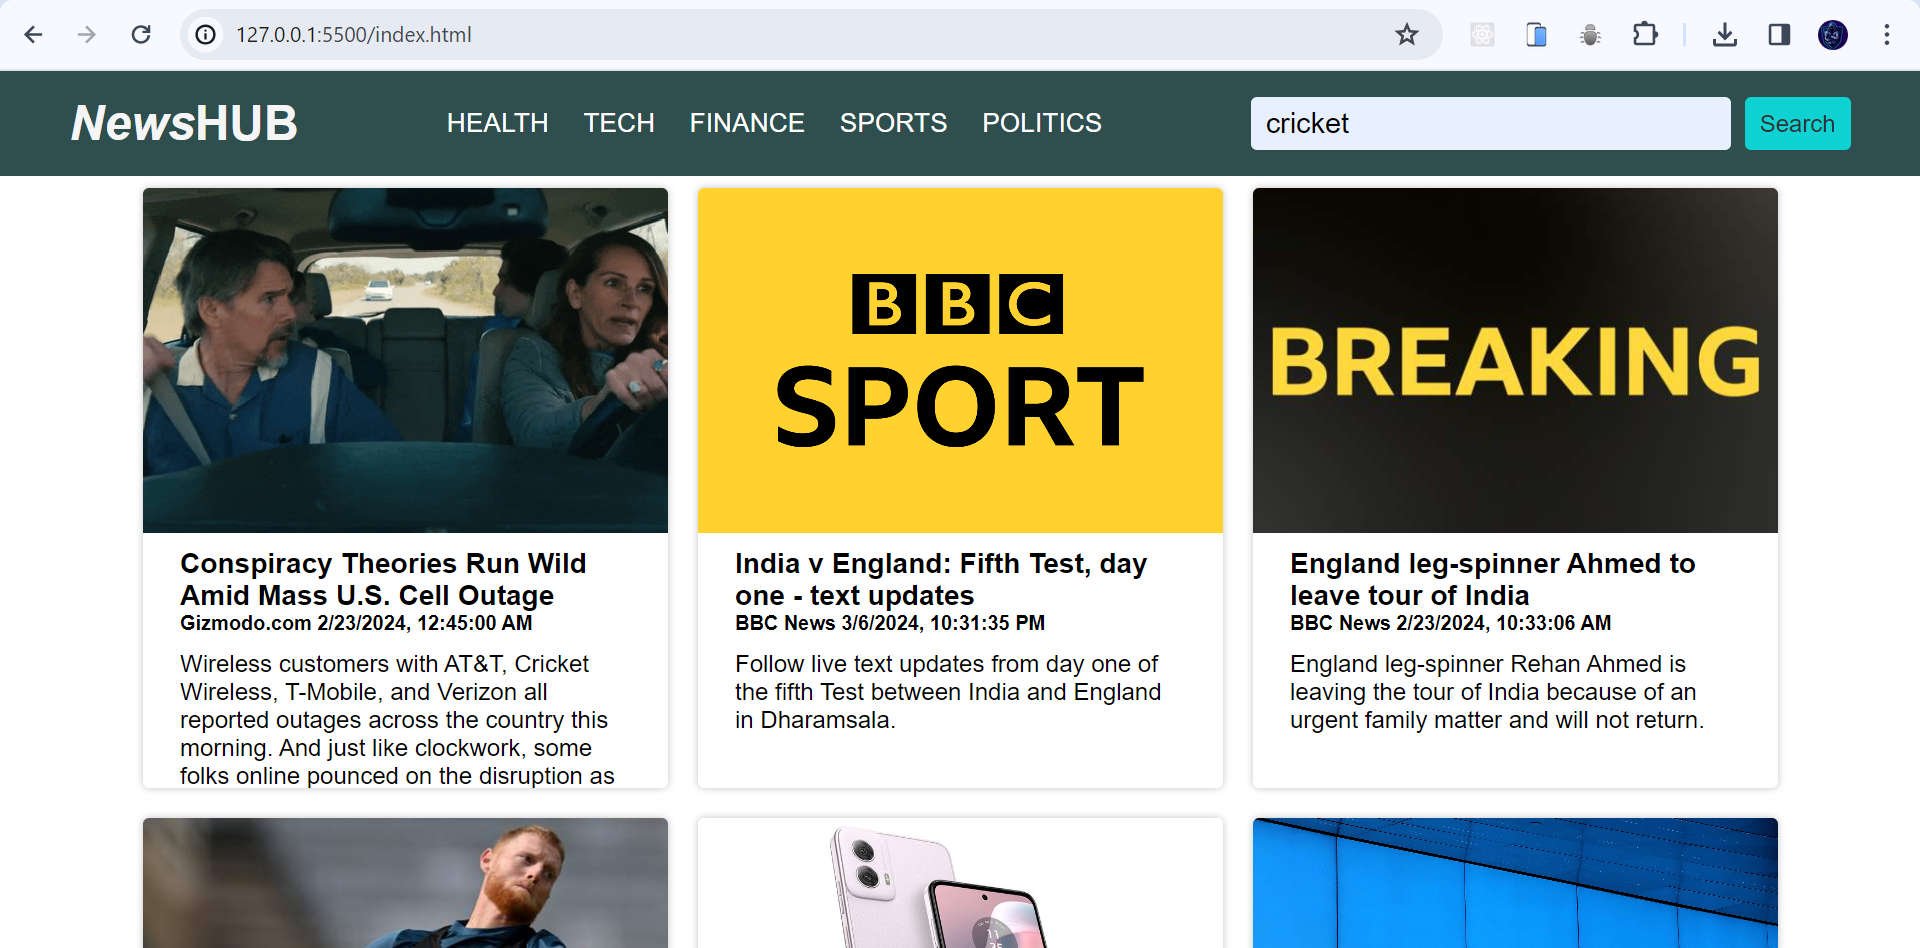 127.0.0.1:5500/index.html
NewsHUB
HEALTH TECH FINANCE SPORTS POLITICS
cricket
Search
BBC
SPORT
BREAKING
Conspiracy Theories Run Wild
Amid Mass U.S. Cell Outage
Gizmodo.com 2/23/2024, 12:45:00 AM
Wireless customers with AT&T, Cricket
Wireless, T-Mobile, and Verizon all
reported outages across the country this
morning. And just like clockwork, some
folks online pounced on the disruption as
India v England: Fifth Test, day
one - text updates
BBC News 3/6/2024, 10:31:35 PM
Follow live text updates from day one of
the fifth Test between India and England
in Dharamsala.
England leg-spinner Ahmed to
leave tour of India
BBC News 2/23/2024, 10:33:06 AM
England leg-spinner Rehan Ahmed is
leaving the tour of India because of an
urgent family matter and will not return.
11